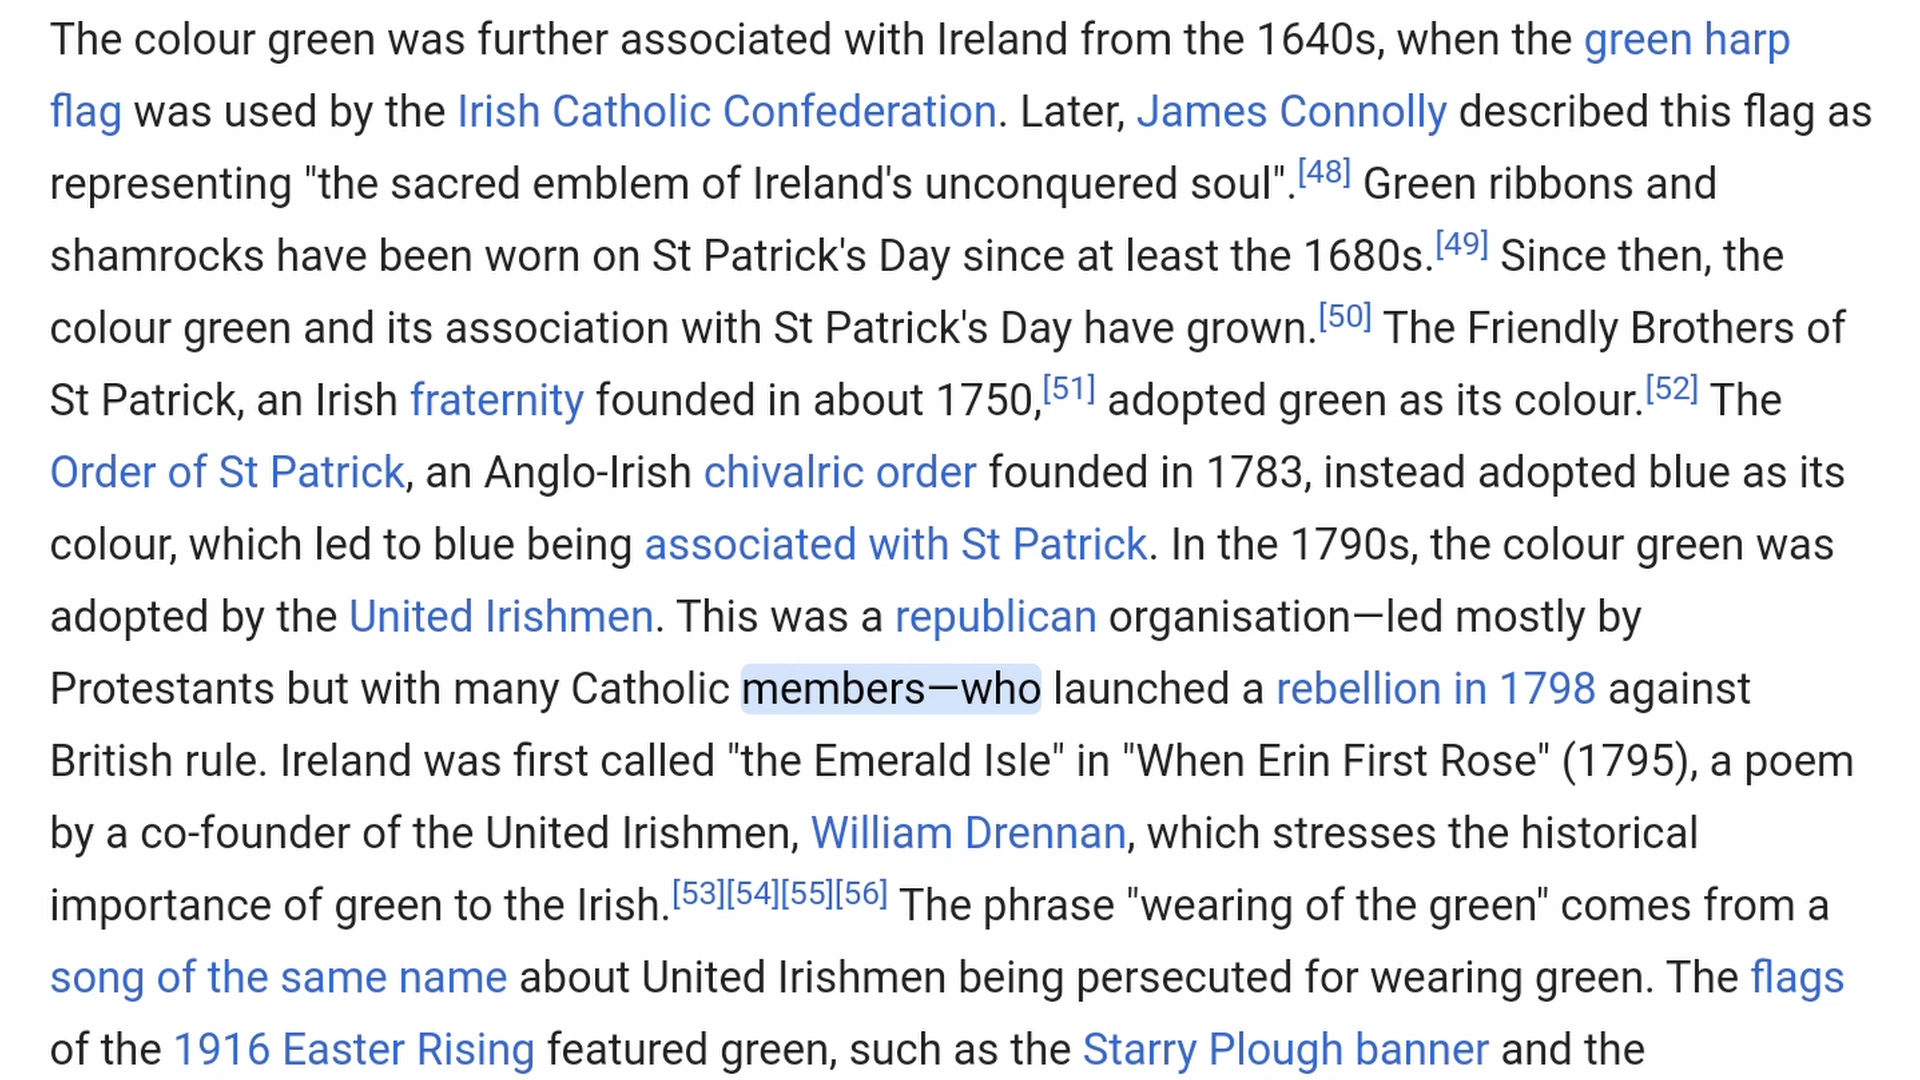 The colour green was further associated with Ireland from the 1640s, when the green harp
flag was used by the Irish Catholic Confederation. Later, James Connolly described this flag as
representing "the sacred emblem of Ireland's unconquered soul".[48] Green ribbons and
shamrocks have been worn on St Patrick's Day since at least the 1680s.[49] Since then, the
colour green and its association with St Patrick's Day have grown.[50] The Friendly Brothers of
St Patrick, an Irish fraternity founded in about 1750,[51] adopted green as its colour.[52] The
Order of St Patrick, an Anglo-Irish chivalric order founded in 1783, instead adopted blue as its
colour, which led to blue being associated with St Patrick. In the 1790s, the colour green was
adopted by the United Irishmen. This was a republican organisation—led mostly by
Protestants but with many Catholic members—who launched a rebellion in 1798 against
British rule. Ireland was first called "the Emerald Isle" in "When Erin First Rose" (1795), a poem
by a co-founder of the United Irishmen, William Drennan, which stresses the historical
importance of green to the Irish.[53][54][55][56] The phrase "wearing of the green" comes from a
song of the same name about United Irishmen being persecuted for wearing green. The flags
of the 1916 Easter Rising featured green, such as the Starry Plough banner and the